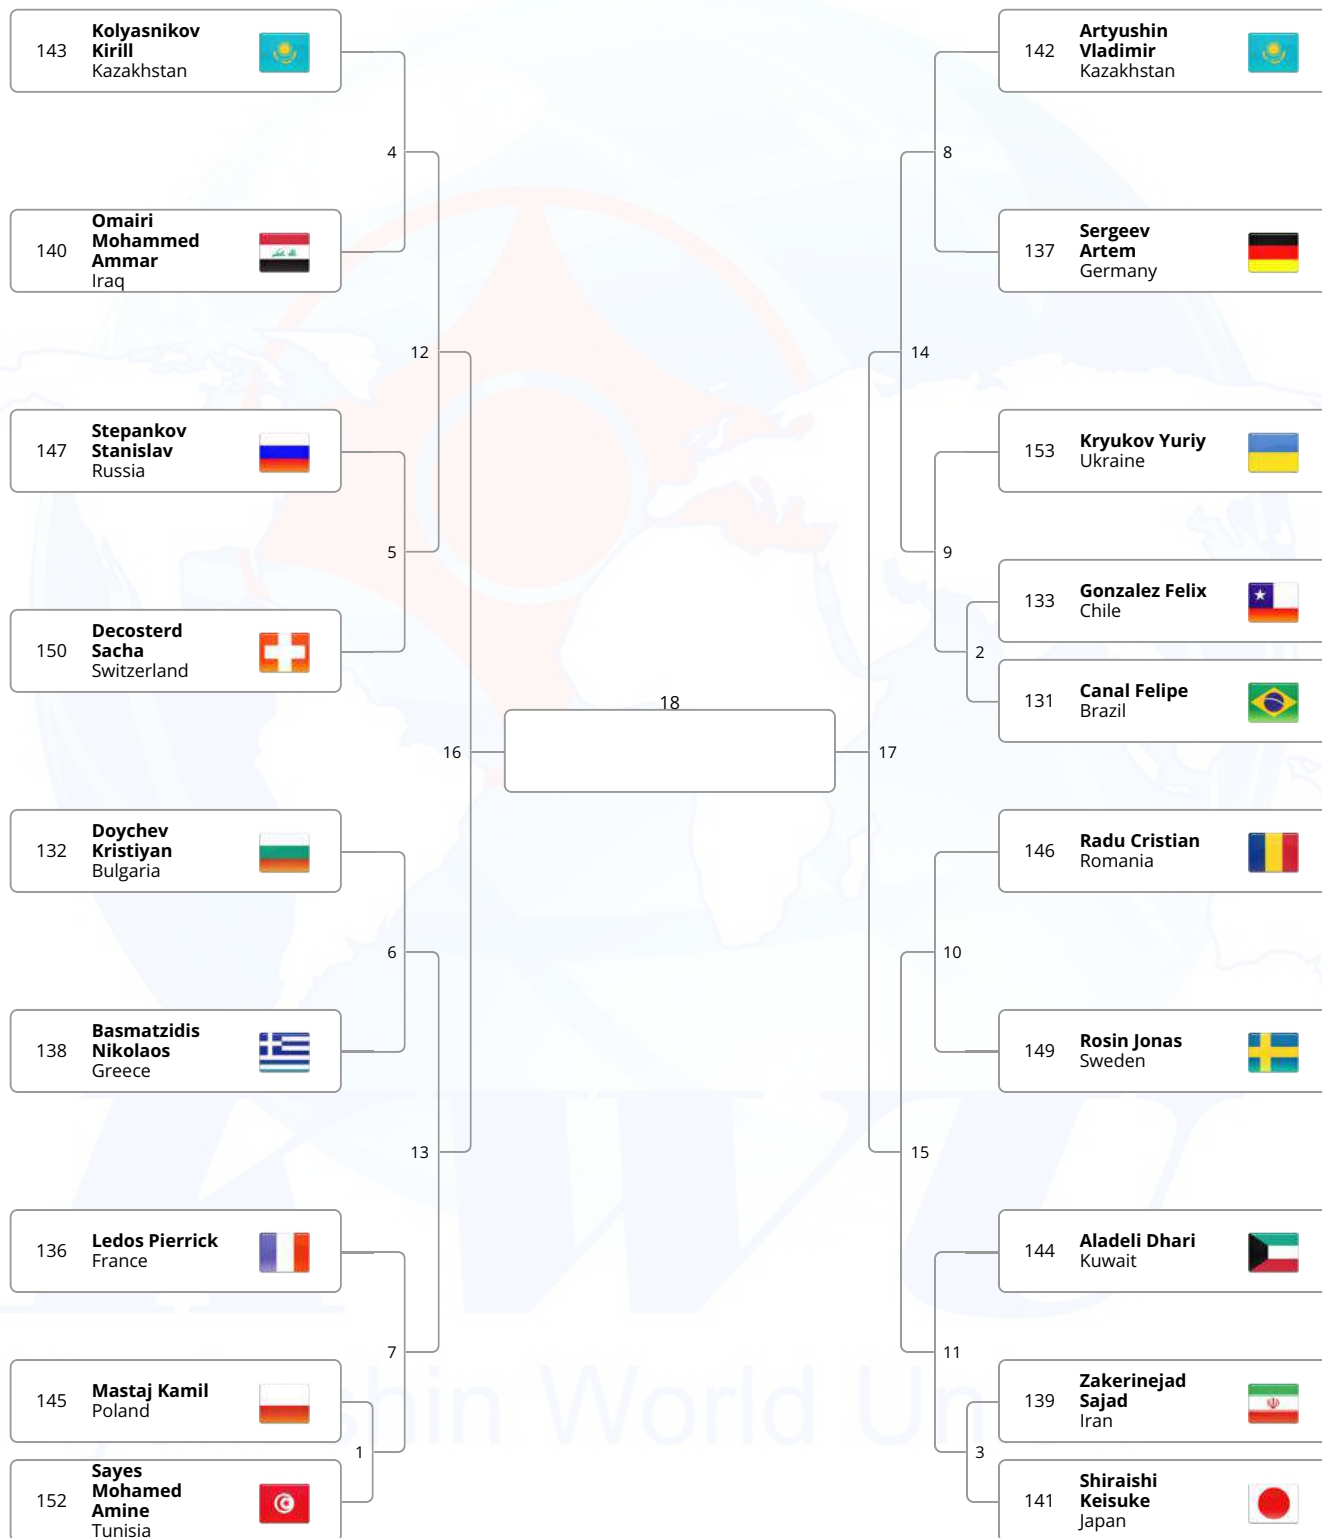 143
Kolyasnikov
Kirill
Kazakhstan
4
140
Omairi
Mohammed
Ammar
Iraq
12
147
Stepankov
Stanislav
Russia
5
150
Decosterd
Sacha
Switzerland
16
132
Doychev
Kristiyan
Bulgaria
6
138
Basmatzidis
Nikolaos
Greece
13
136
Ledos Pierrick
France
7
145
Mastaj Kamil
Poland
1
152
Sayes
Mohamed
Amine
Tunisia
18
142
Artyushin
Vladimir
Kazakhstan
8
137
Sergeev
Artem
Germany
14
153
Kryukov Yuriy
Ukraine
9
133
Gonzalez Felix
Chile
2
131
Canal Felipe
Brazil
17
146
Radu Cristian
Romania
10
149
Rosin Jonas
Sweden
15
144
Aladeli Dhari
Kuwait
11
139
Zakerinejad
Sajad
Iran
3
141
Shiraishi
Keisuke
Japan
KWU
World